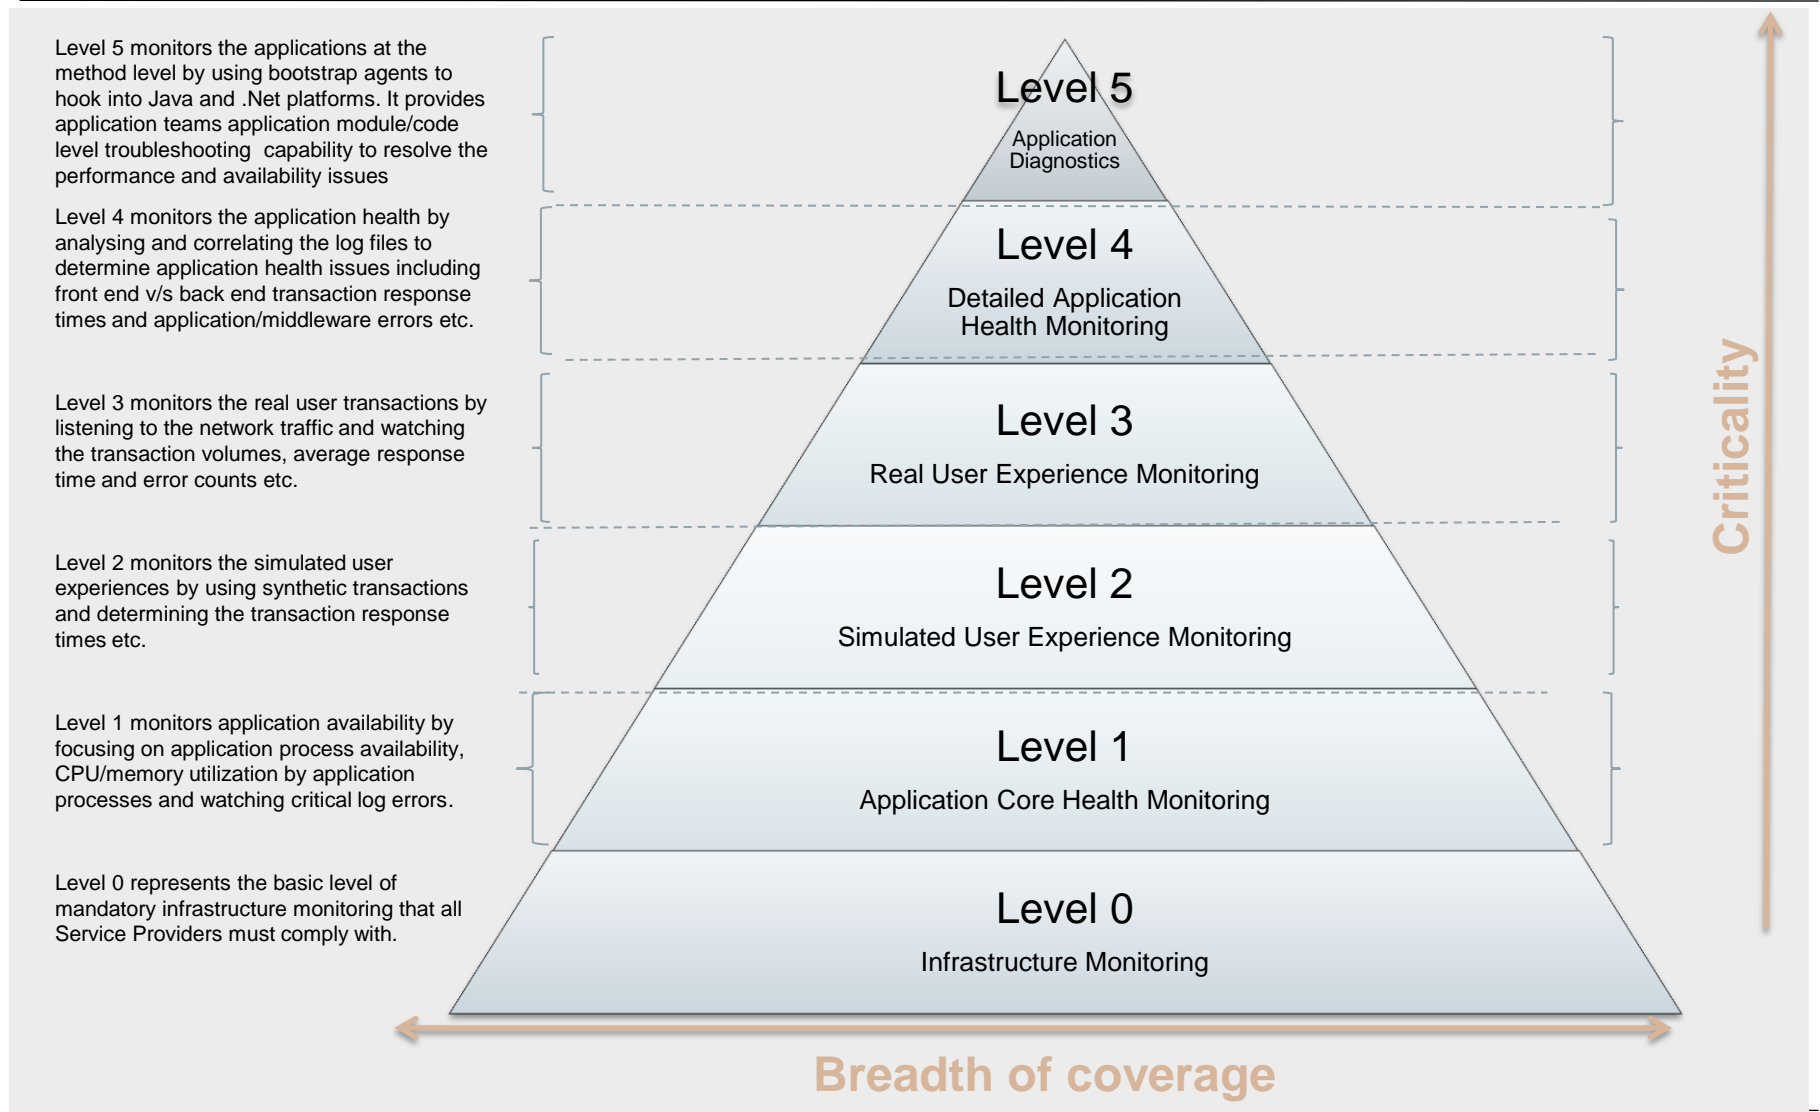 Level 5 monitors the applications at the
method level by using bootstrap agents to
hook into Java and .Net platforms. It provides
application teams application module/code
level troubleshooting  capability to resolve the
performance and availability issues
Level 4 monitors the application health by
analysing and correlating the log files to
determine application health issues including
front end v/s back end transaction response
times and application/middleware errors etc.
Level 3 monitors the real user transactions by
listening to the network traffic and watching
the transaction volumes, average response
time and error counts etc.
Level 2 monitors the simulated user
experiences by using synthetic transactions
and determining the transaction response
times etc.
Level 1 monitors application availability by
focusing on application process availability,
CPU/memory utilization by application
processes and watching critical log errors.
Level 0 represents the basic level of
mandatory infrastructure monitoring that all
Service Providers must comply with.
Level 5
Application
Diagnostics
Level 4
Detailed Application
Health Monitoring
Level 3
Real User Experience Monitoring
Level 2
Simulated User Experience Monitoring
Level 1
Application Core Health Monitoring
Level 0
Infrastructure Monitoring
Criticality
Breadth of coverage